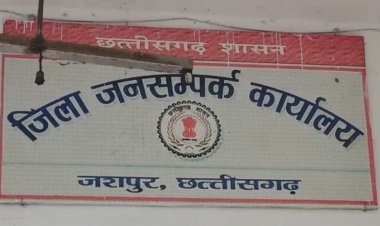 छत्तीसगढ़ शासन
जिला जनसम्पर्क कार्यालय
जशपुर, छत्तीसगढ़